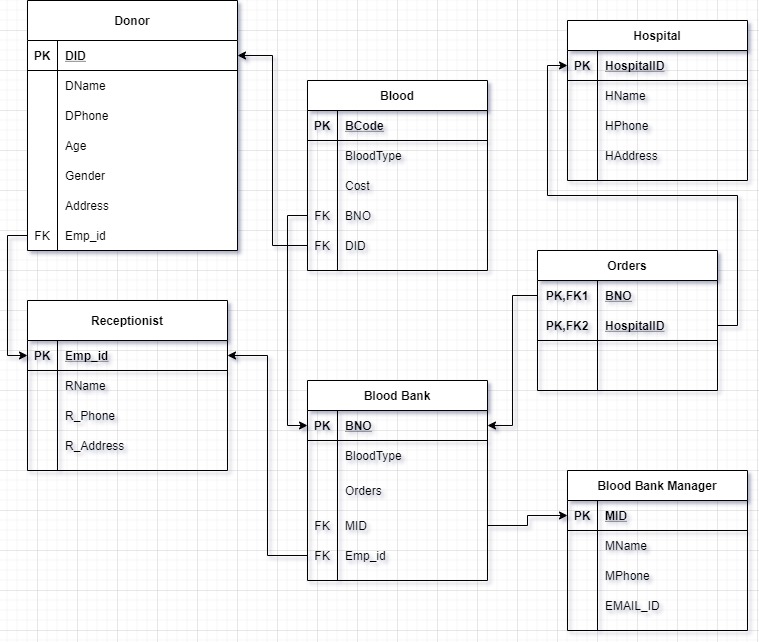 Donor
PK DID
DName
DPhone
Age
Gender
Address
FK Emp_id
Blood
PK BCode
BloodType
Cost
FK BNO
FK DID
Hospital
PK HospitalID
HName
HPhone
HAddress
Orders
PK,FK1 BNO
PK,FK2 HospitalID
Receptionist
PK Emp_id
RName
R_Phone
R_Address
Blood Bank
PK BNO
BloodType
Orders
FK MID
FK Emp_id
Blood Bank Manager
PK MID
MName
MPhone
EMAIL_ID